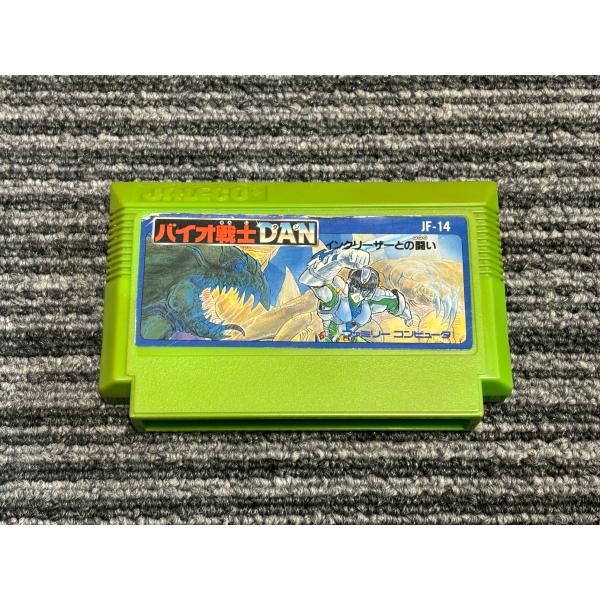 JALECO
バイオ戦士DAN
JF-14
インクリーザーとの闘い
ファミリー コンピュータ